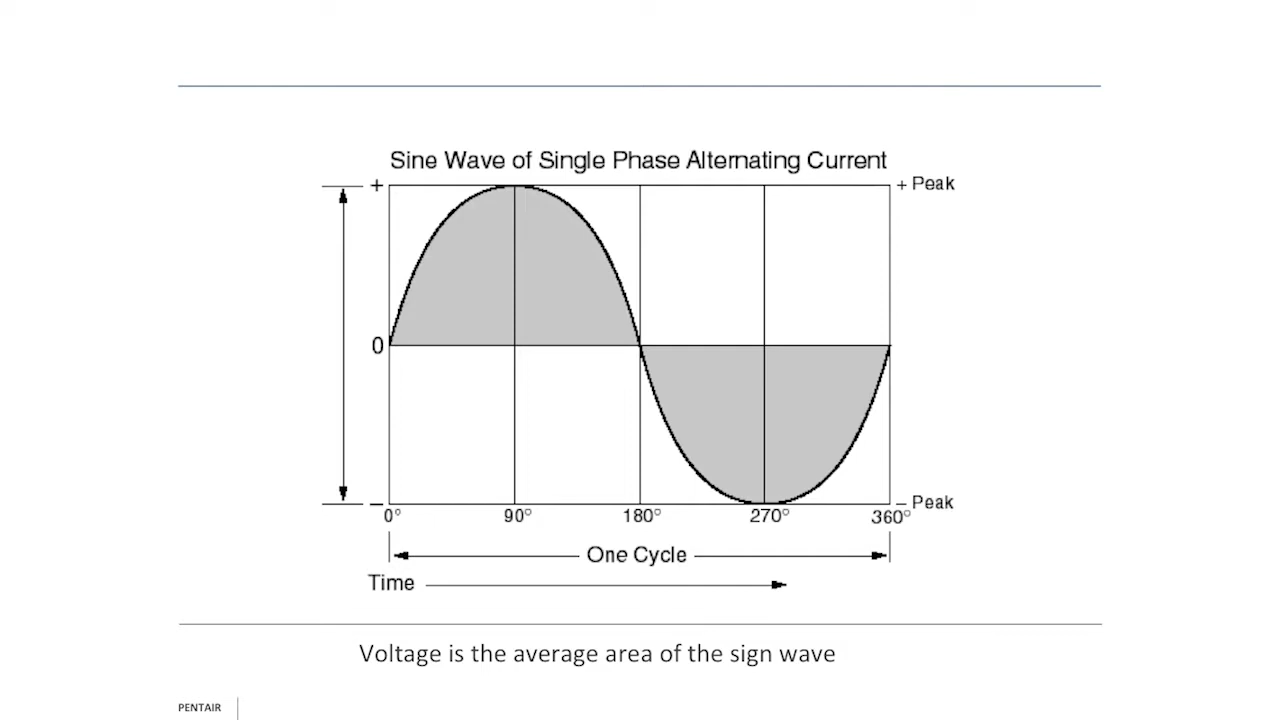 Sine Wave of Single Phase Alternating Current
+
+ Peak
0
–
– Peak
0° 90° 180° 270° 360°
One Cycle
Time
Voltage is the average area of the sign wave
PENTAIR